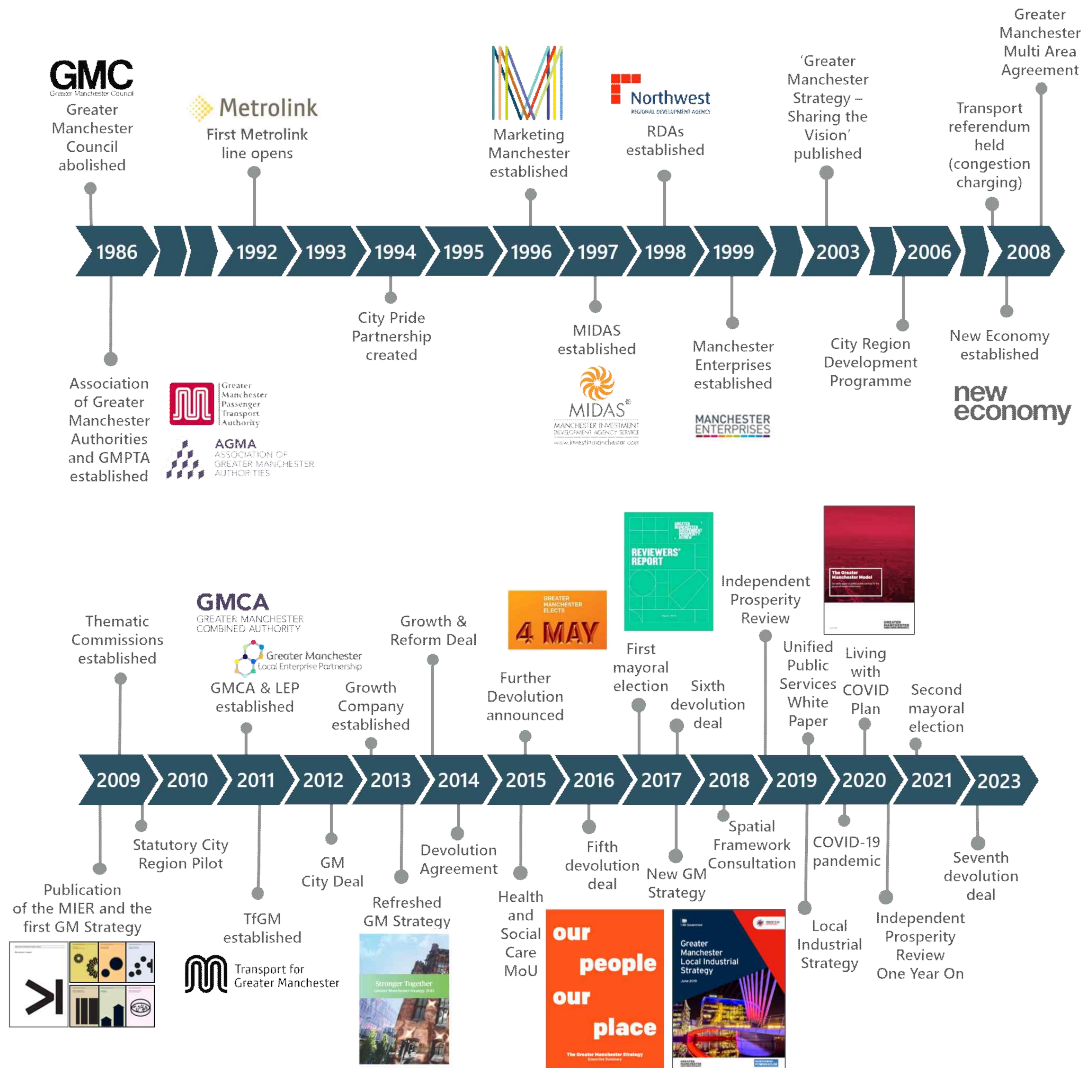 GMC
Greater Manchester Council
Greater
Manchester
Council
abolished
Metrolink
First Metrolink
line opens
Marketing
Manchester
established
Northwest
REGIONAL DEVELOPMENT AGENCY
RDAs
established
‘Greater
Manchester
Strategy –
Sharing the
Vision’
published
Transport
referendum
held
(congestion
charging)
Greater
Manchester
Multi Area
Agreement
1986
1992
1993
1994
1995
1996
1997
1998
1999
2003
2006
2008
Association
of Greater
Manchester
Authorities
and GMPTA
established
Greater
Manchester
Passenger
Transport
Authority
AGMA
ASSOCIATION OF
GREATER MANCHESTER
AUTHORITIES
City Pride
Partnership
created
MIDAS
established
MIDAS
MANCHESTER INVESTMENT
DEVELOPMENT AGENCY SERVICE
www.investinmanchester.com
Manchester
Enterprises
established
MANCHESTER
ENTERPRISES
City Region
Development
Programme
New Economy
established
new
economy
Thematic
Commissions
established
GMCA
GREATER MANCHESTER
COMBINED AUTHORITY
Greater Manchester
Local Enterprise Partnership
GMCA & LEP
established
Growth
Company
established
Growth &
Reform Deal
GREATER
MANCHESTER
ELECTS
4 MAY
Further
Devolution
announced
GREATER
MANCHESTER
INDEPENDENT
PROSPERITY
REVIEW
REVIEWERS'
REPORT
First
mayoral
election
Sixth
devolution
deal
Independent
Prosperity
Review
Unified
Public
Services
White
Paper
The Greater
Manchester Model
Living
with
COVID
Plan
Second
mayoral
election
2009
2010
2011
2012
2013
2014
2015
2016
2017
2018
2019
2020
2021
2023
Publication
of the MIER and the
first GM Strategy
Statutory City
Region Pilot
TfGM
established
Transport for
Greater Manchester
GM
City Deal
Refreshed
GM Strategy
Stronger Together
Devolution
Agreement
Health
and
Social
Care
MoU
Fifth
devolution
deal
our
people
our
place
The Greater Manchester Strategy
New GM
Strategy
Greater
Manchester
Local Industrial
Strategy
June 2019
Spatial
Framework
Consultation
Local
Industrial
Strategy
COVID-19
pandemic
Independent
Prosperity
Review
One Year On
Seventh
devolution
deal